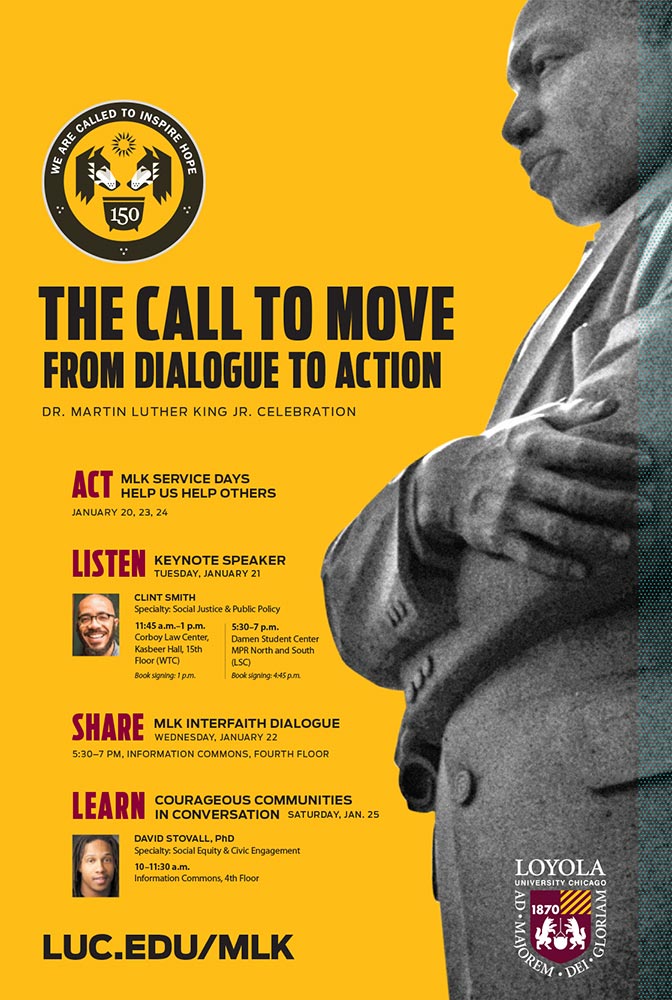 WE ARE CALLED TO INSPIRE HOPE
150
THE CALL TO MOVE
FROM DIALOGUE TO ACTION
DR. MARTIN LUTHER KING JR. CELEBRATION
ACT MLK SERVICE DAYS
HELP US HELP OTHERS
JANUARY 20, 23, 24
LISTEN KEYNOTE SPEAKER
TUESDAY, JANUARY 21
CLINT SMITH
Specialty: Social Justice & Public Policy
11:45 a.m.–1 p.m.
Corboy Law Center,
Kasbeer Hall, 15th
Floor (WTC)
Book signing: 1 p.m.
5:30–7 p.m.
Damen Student Center
MPR North and South
(LSC)
Book signing: 4:45 p.m.
SHARE MLK INTERFAITH DIALOGUE
WEDNESDAY, JANUARY 22
5:30–7 PM, INFORMATION COMMONS, FOURTH FLOOR
LEARN COURAGEOUS COMMUNITIES
IN CONVERSATION SATURDAY, JAN. 25
DAVID STOVALL, PhD
Specialty: Social Equity & Civic Engagement
10–11:30 a.m.
Information Commons, 4th Floor
LUC.EDU/MLK
LOYOLA
UNIVERSITY CHICAGO
1870
AD • MAJOREM • DEI • GLORIAM